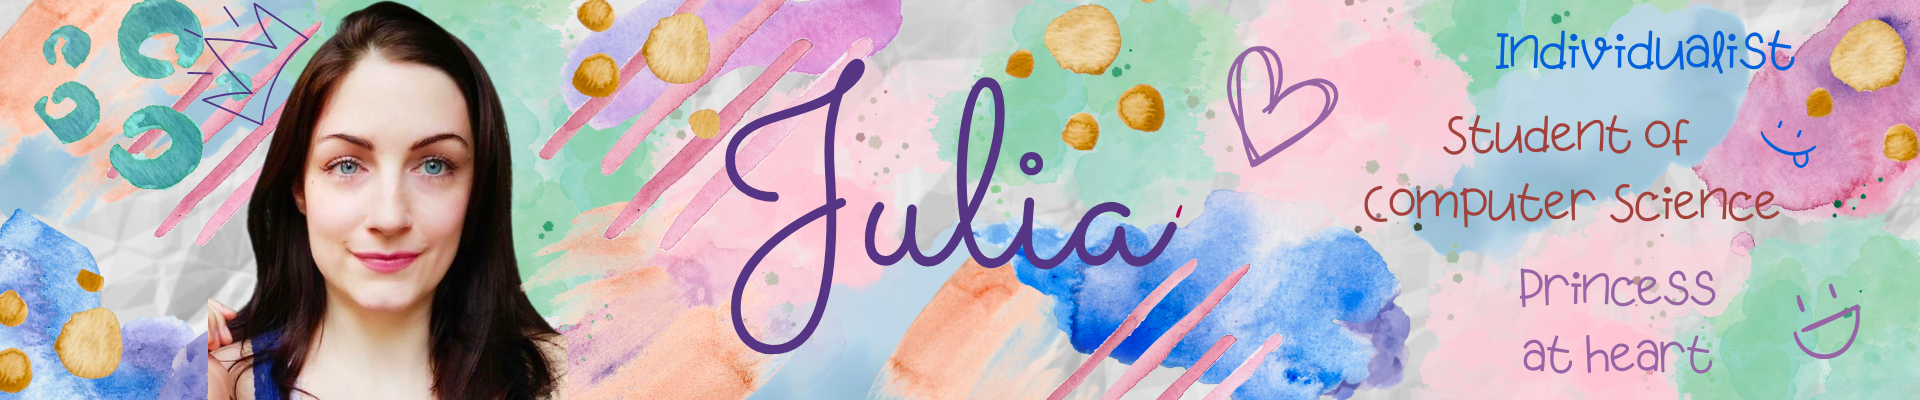 Julia
Individualist
Student of
Computer Science
Princess
at heart